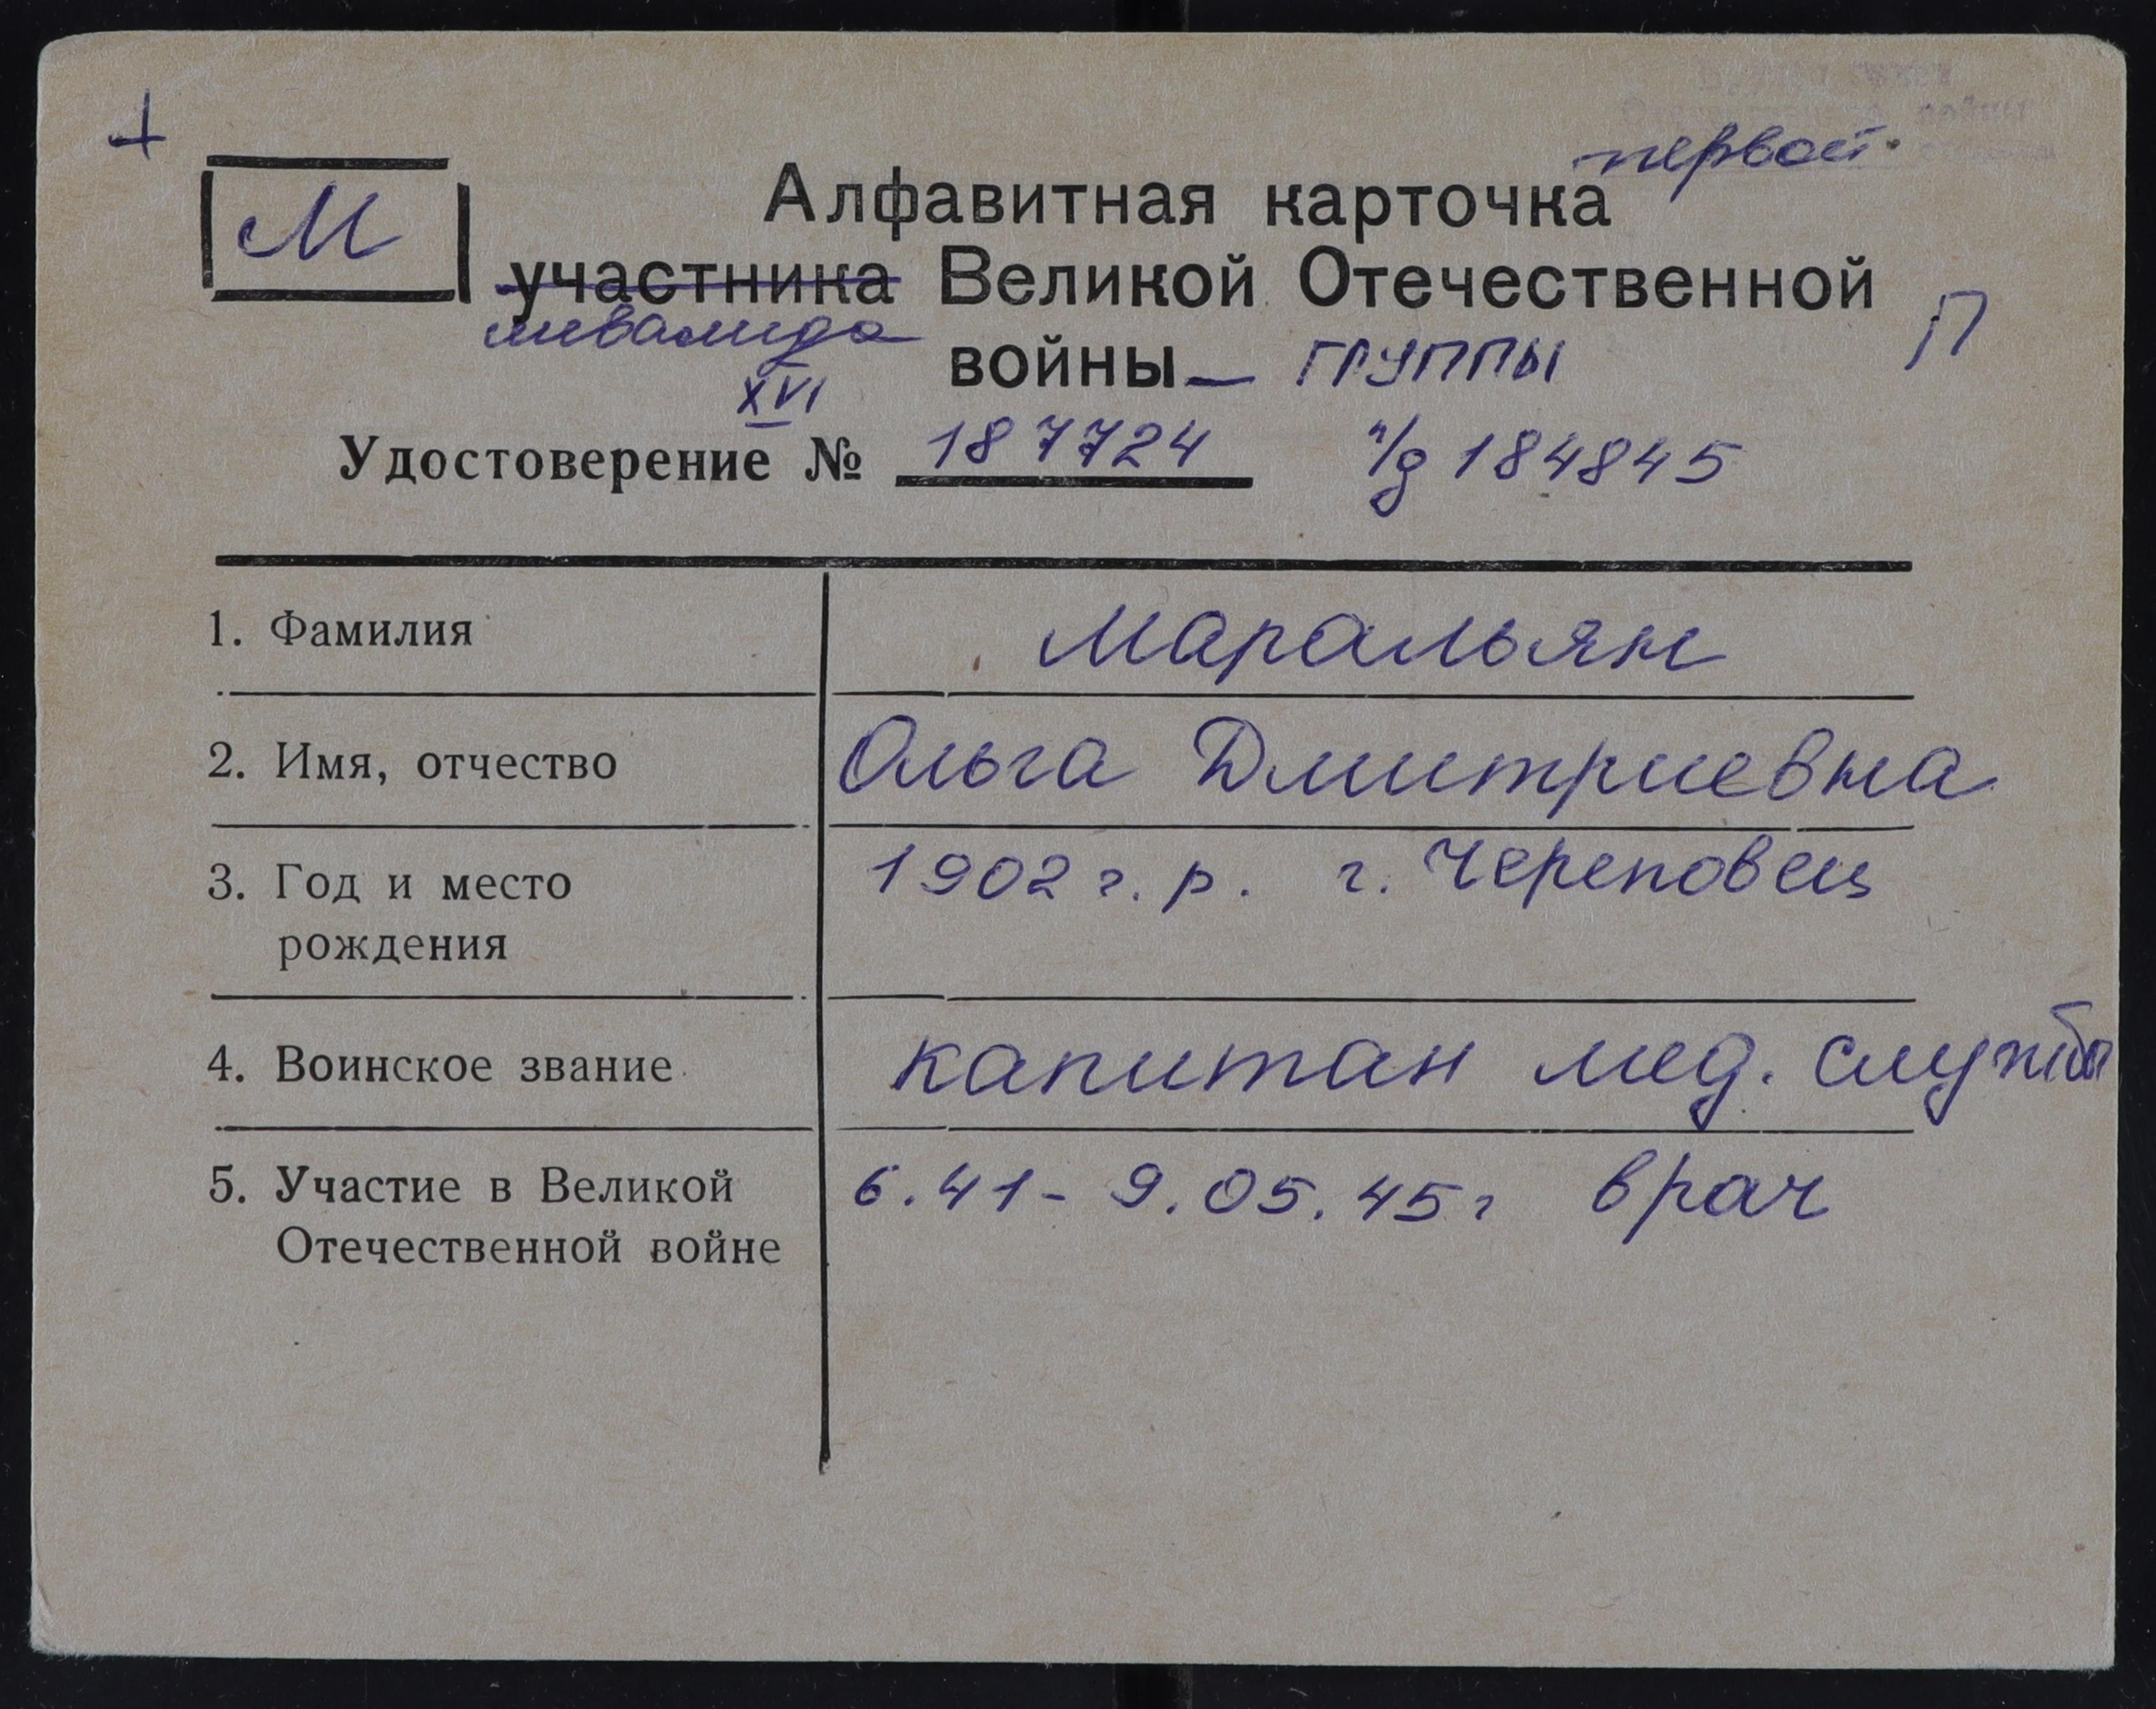 первой
М Алфавитная карточка
участника Великой Отечественной
инвалида
войны — группы П
XVI
Удостоверение № 187724 п/д 184845
1. Фамилия Маральян
2. Имя, отчество Ольга Дмитриевна
3. Год и место 1902 г. р. г. Череповец
рождения
4. Воинское звание капитан мед. службы
5. Участие в Великой 6.41 - 9.05.45 г врач
Отечественной войне